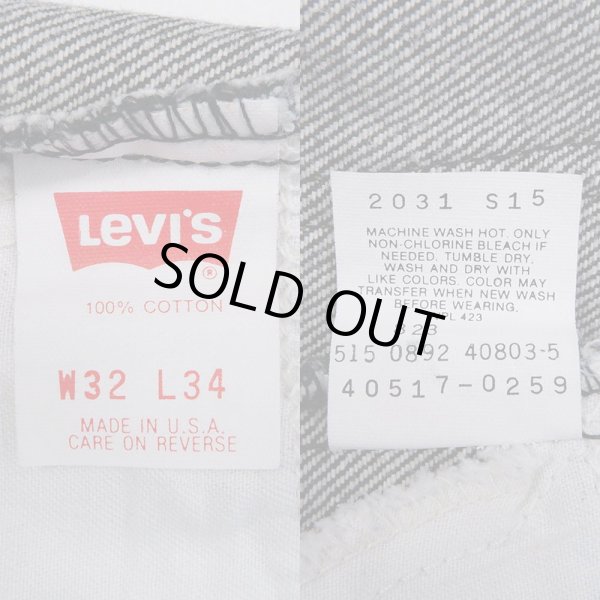 Levi's
®
100% COTTON
W32 L34
MADE IN U.S.A.
CARE ON REVERSE
2031 S15
MACHINE WASH HOT, ONLY
NON-CHLORINE BLEACH IF
NEEDED. TUMBLE DRY.
WASH AND DRY WITH
LIKE COLORS. COLOR MAY
TRANSFER WHEN NEW WASH
BEFORE WEARING.
423
515 0892 40803-5
40517-0259
SOLD OUT